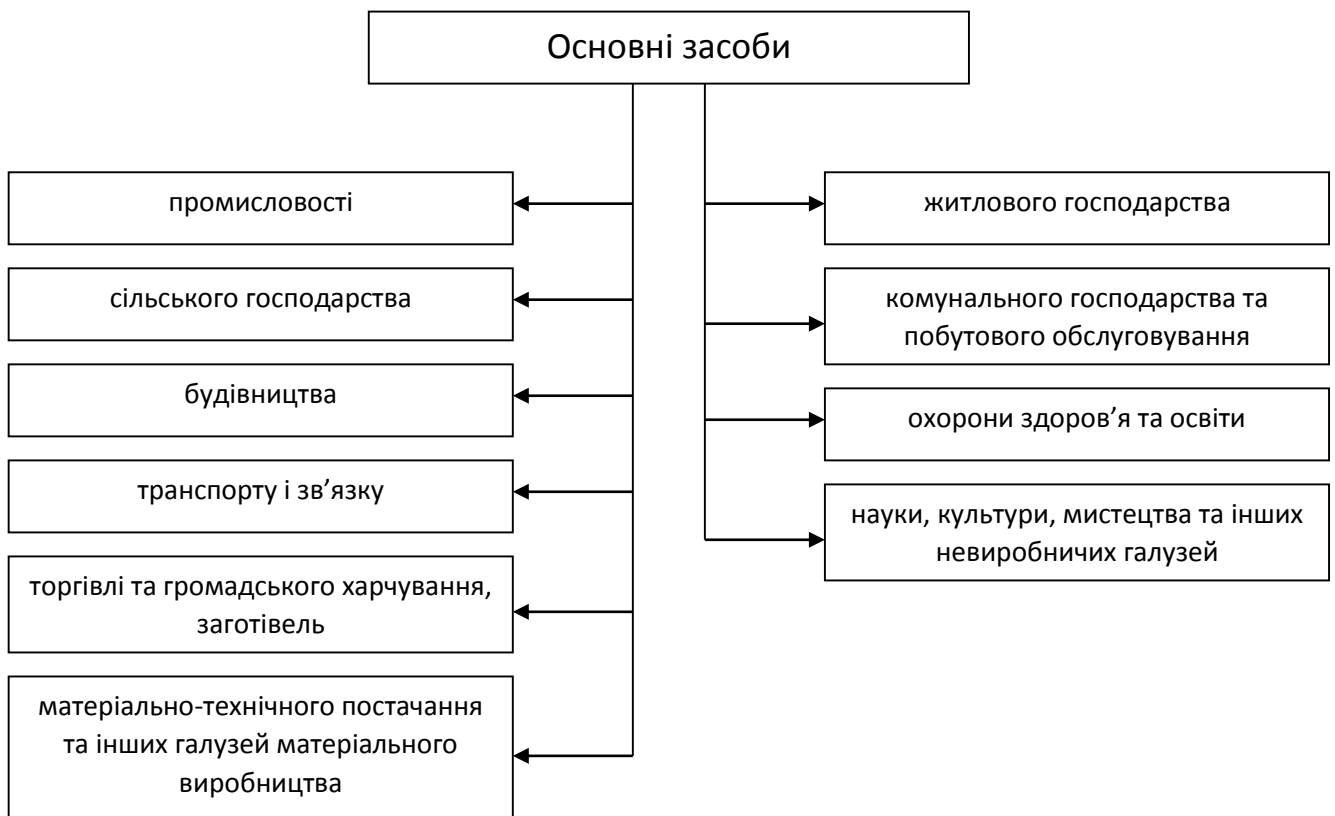 Основні засоби
промисловості
сільського господарства
будівництва
транспорту і зв’язку
торгівлі та громадського харчування,
заготівель
матеріально-технічного постачання
та інших галузей матеріального
виробництва
житлового господарства
комунального господарства та
побутового обслуговування
охорони здоров’я та освіти
науки, культури, мистецтва та інших
невиробничих галузей